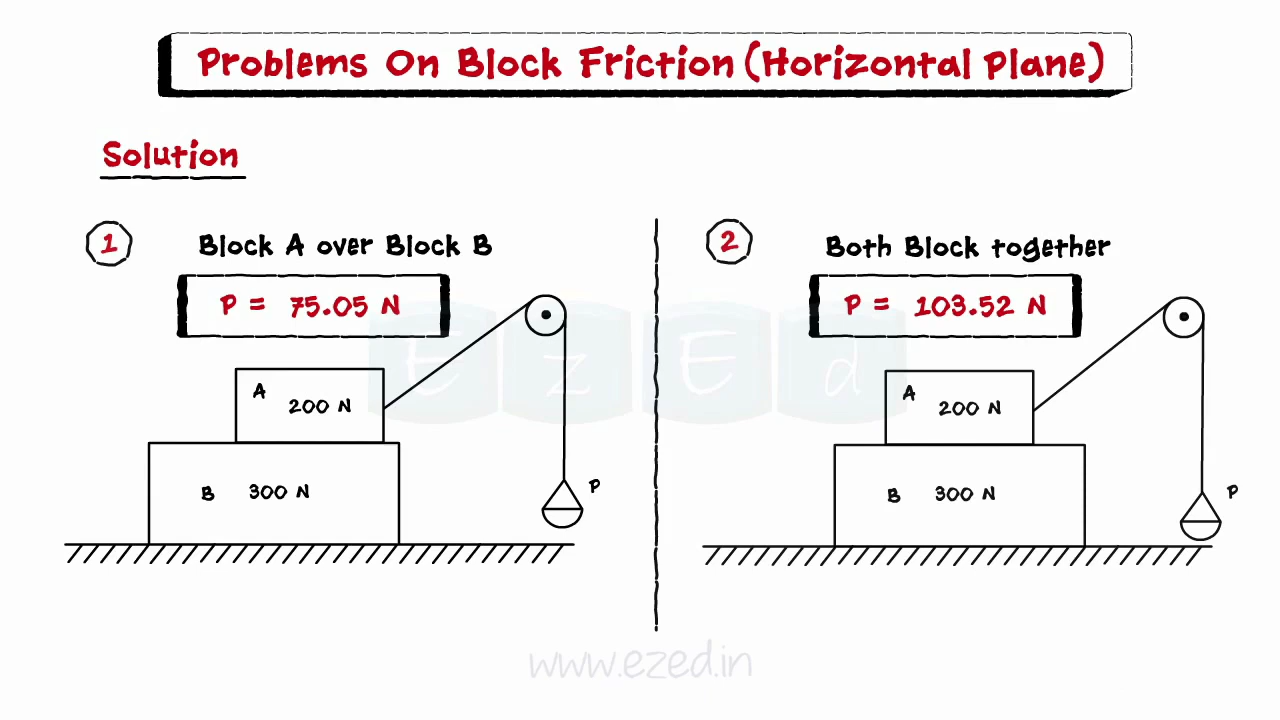 Problems On Block Friction (Horizontal Plane)
Solution
1 Block A over Block B
P = 75.05 N
A
200 N
B 300 N
P
2 Both Block together
P = 103.52 N
A
200 N
B 300 N
P
EzEd
www.ezed.in